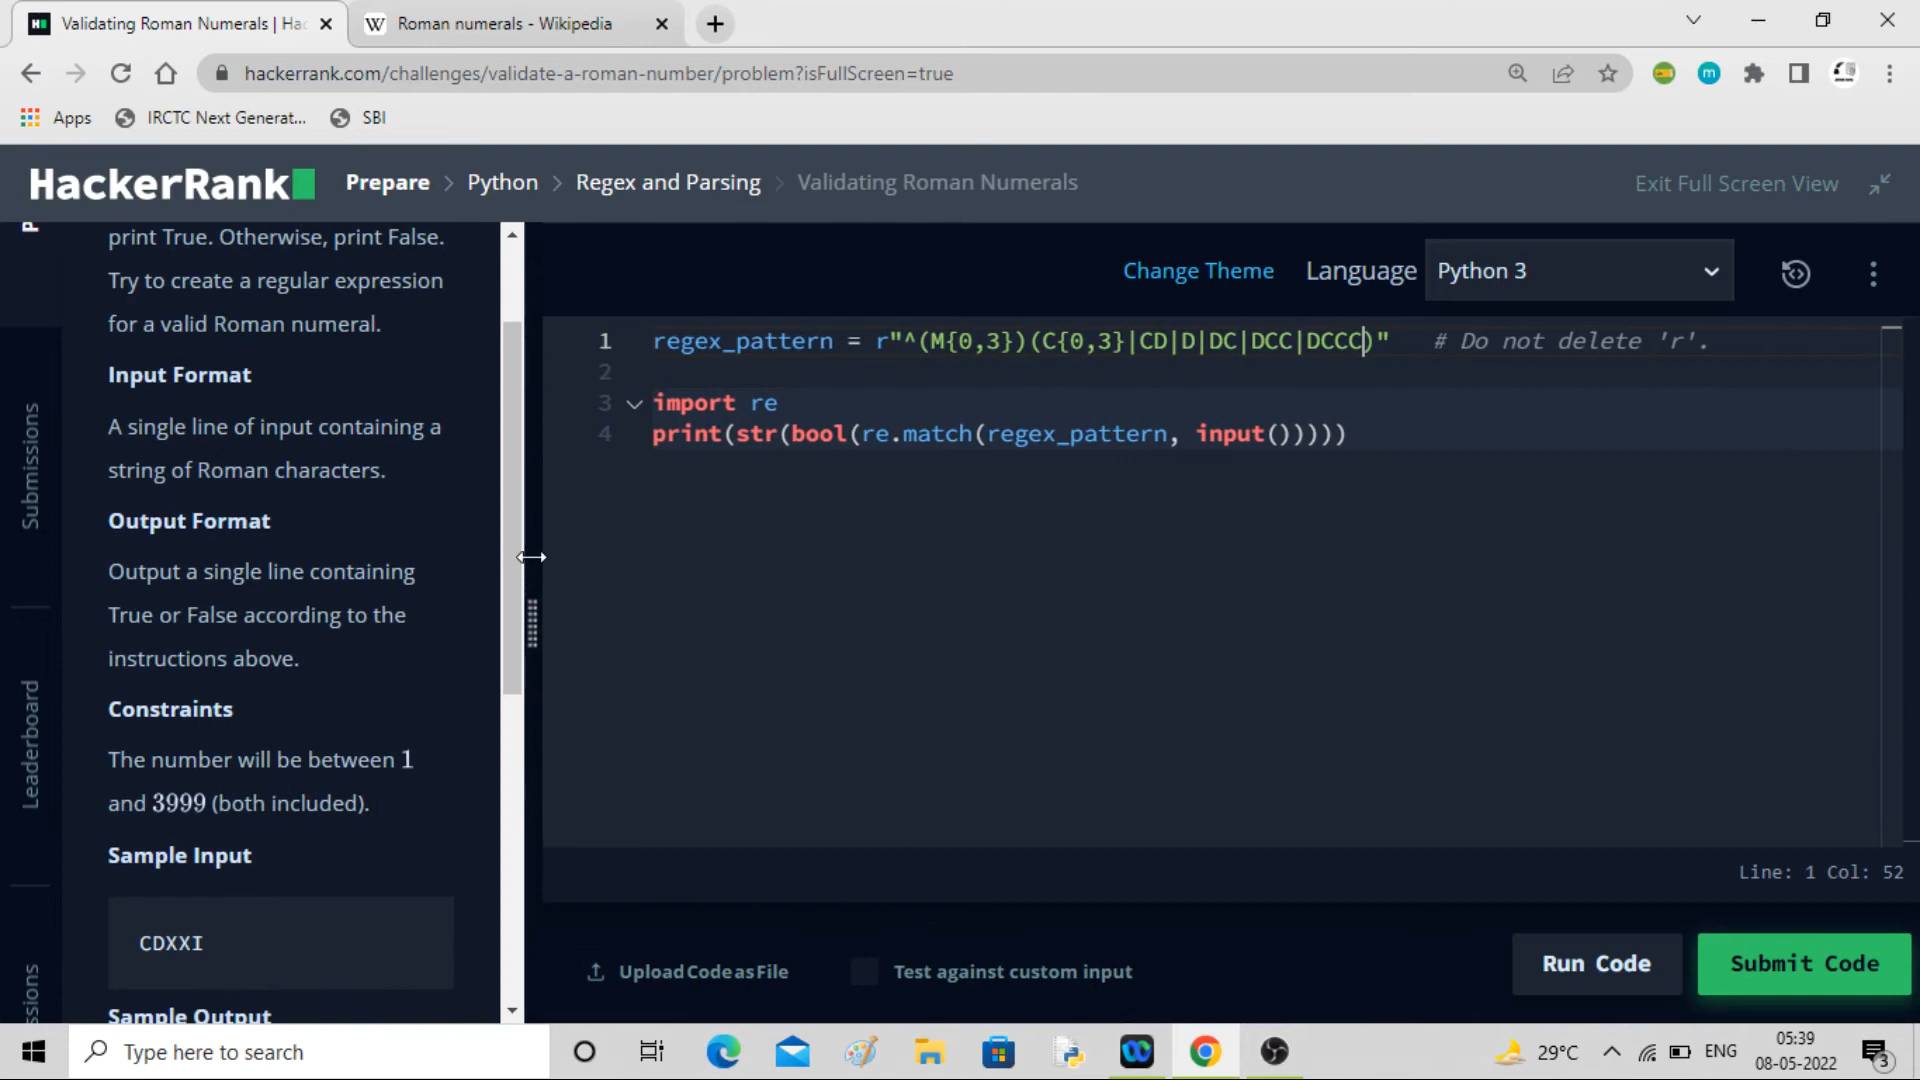 Validating Roman Numerals | Hac
Roman numerals - Wikipedia
hackerrank.com/challenges/validate-a-roman-number/problem?isFullScreen=true
Apps
IRCTC Next Generat...
SBI
HackerRank
Prepare > Python > Regex and Parsing > Validating Roman Numerals
Exit Full Screen View
print True. Otherwise, print False.
Try to create a regular expression
for a valid Roman numeral.
Input Format
A single line of input containing a
string of Roman characters.
Output Format
Output a single line containing
True or False according to the
instructions above.
Constraints
The number will be between 1
and 3999 (both included).
Sample Input
CDXXI
Sample Output
Submissions
Leaderboard
ssions
Change Theme
Language
Python 3
1 regex_pattern = r"^(M{0,3})(C{0,3}|CD|D|DC|DCC|DCCC)" # Do not delete 'r'.
2
3 import re
4 print(str(bool(re.match(regex_pattern, input()))))
Line: 1 Col: 52
Upload Code as File
Test against custom input
Run Code
Submit Code
Type here to search
29°C
ENG
05:39
08-05-2022
3